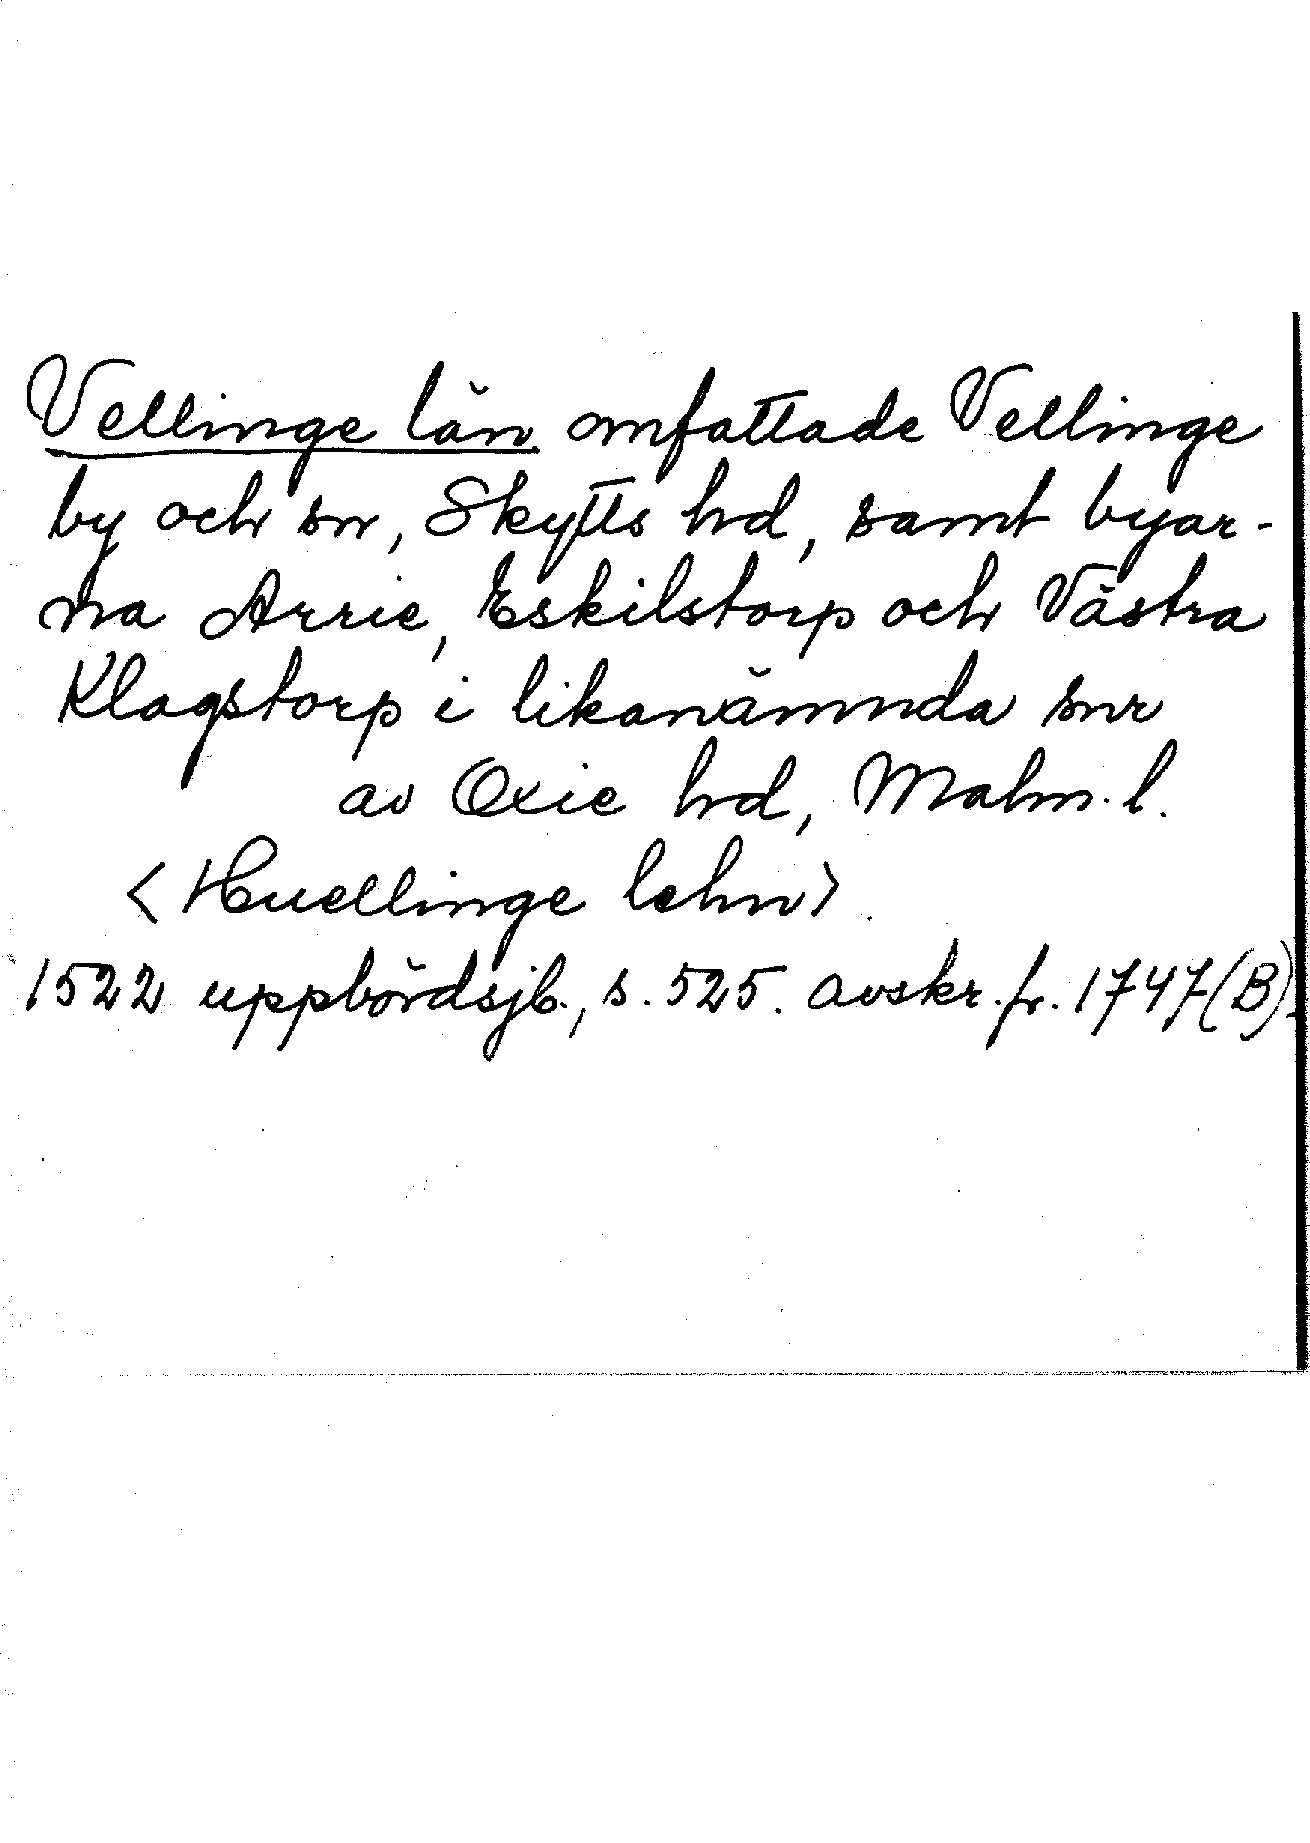 Vellinge län omfattade Vellinge
by och sn, Skytts hd, samt byar-
na Arrie, Eskilstorp och Västra
Klagstorp i likanämnda snr
av Oxie hd, Malm. l.
<Huellinge lehn>
1522 uppbördsjb., s. 525. avskr. fr. 1747 (B).